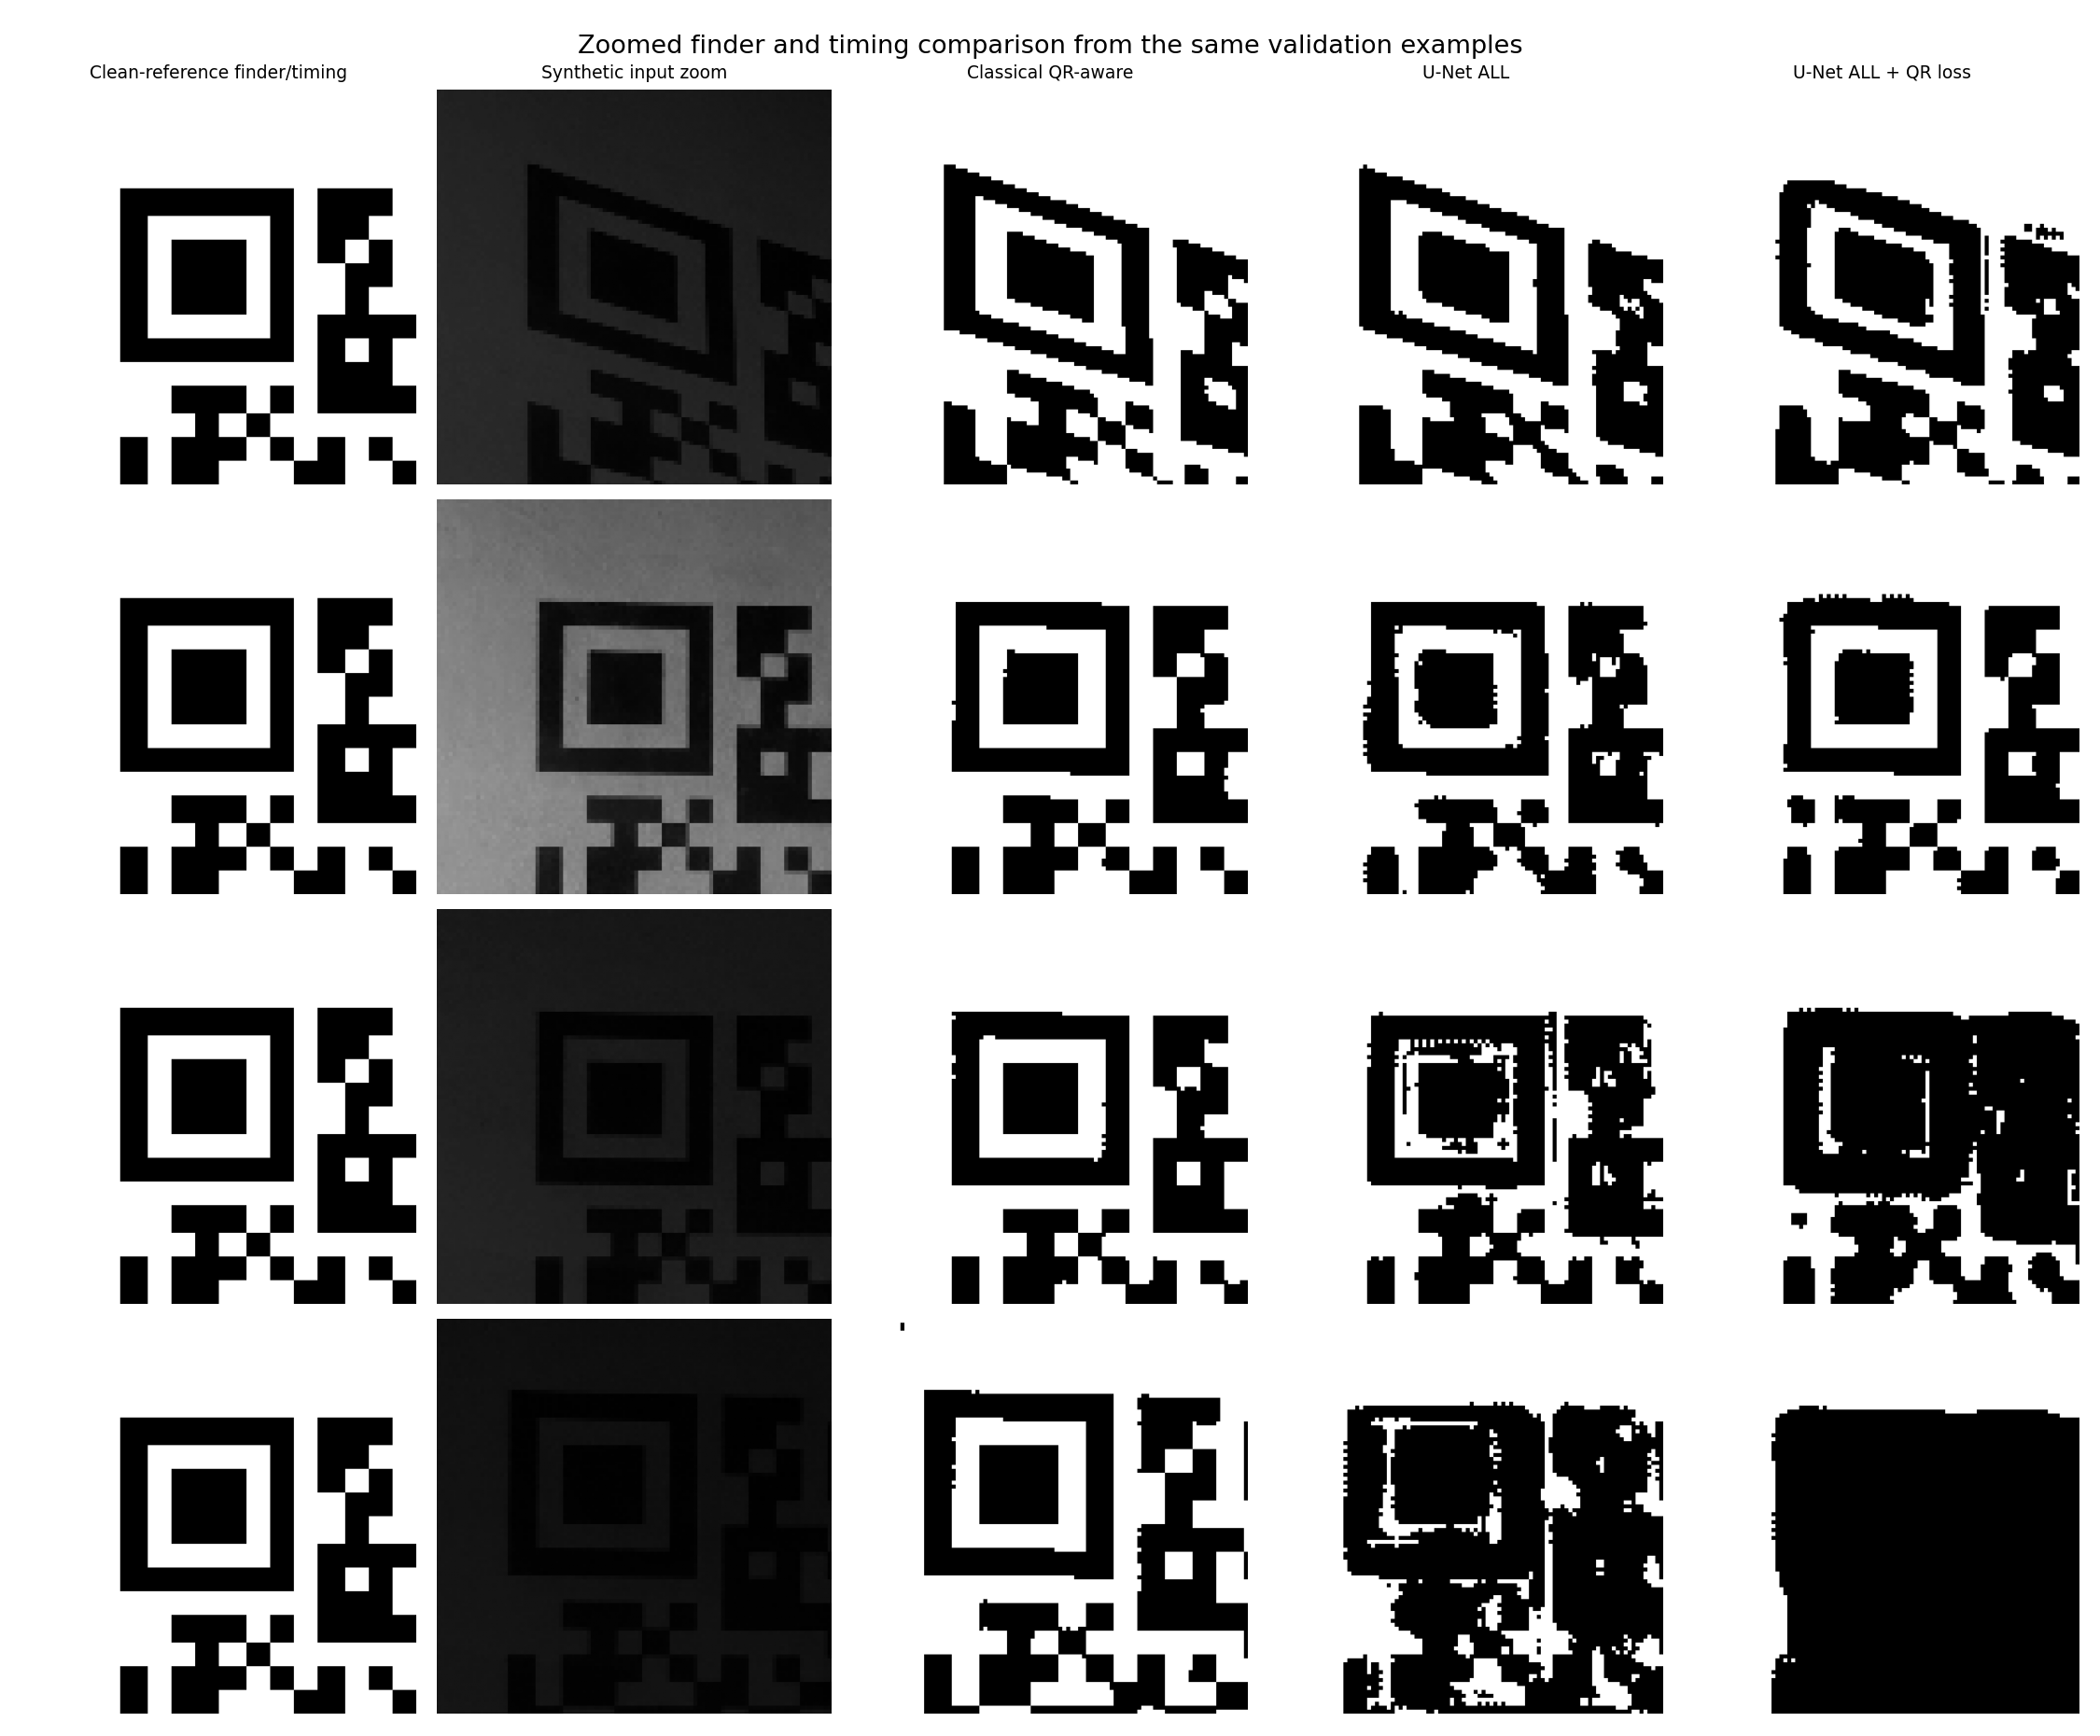 Zoomed finder and timing comparison from the same validation examples
Clean-reference finder/timing
Synthetic input zoom
Classical QR-aware
U-Net ALL
U-Net ALL + QR loss